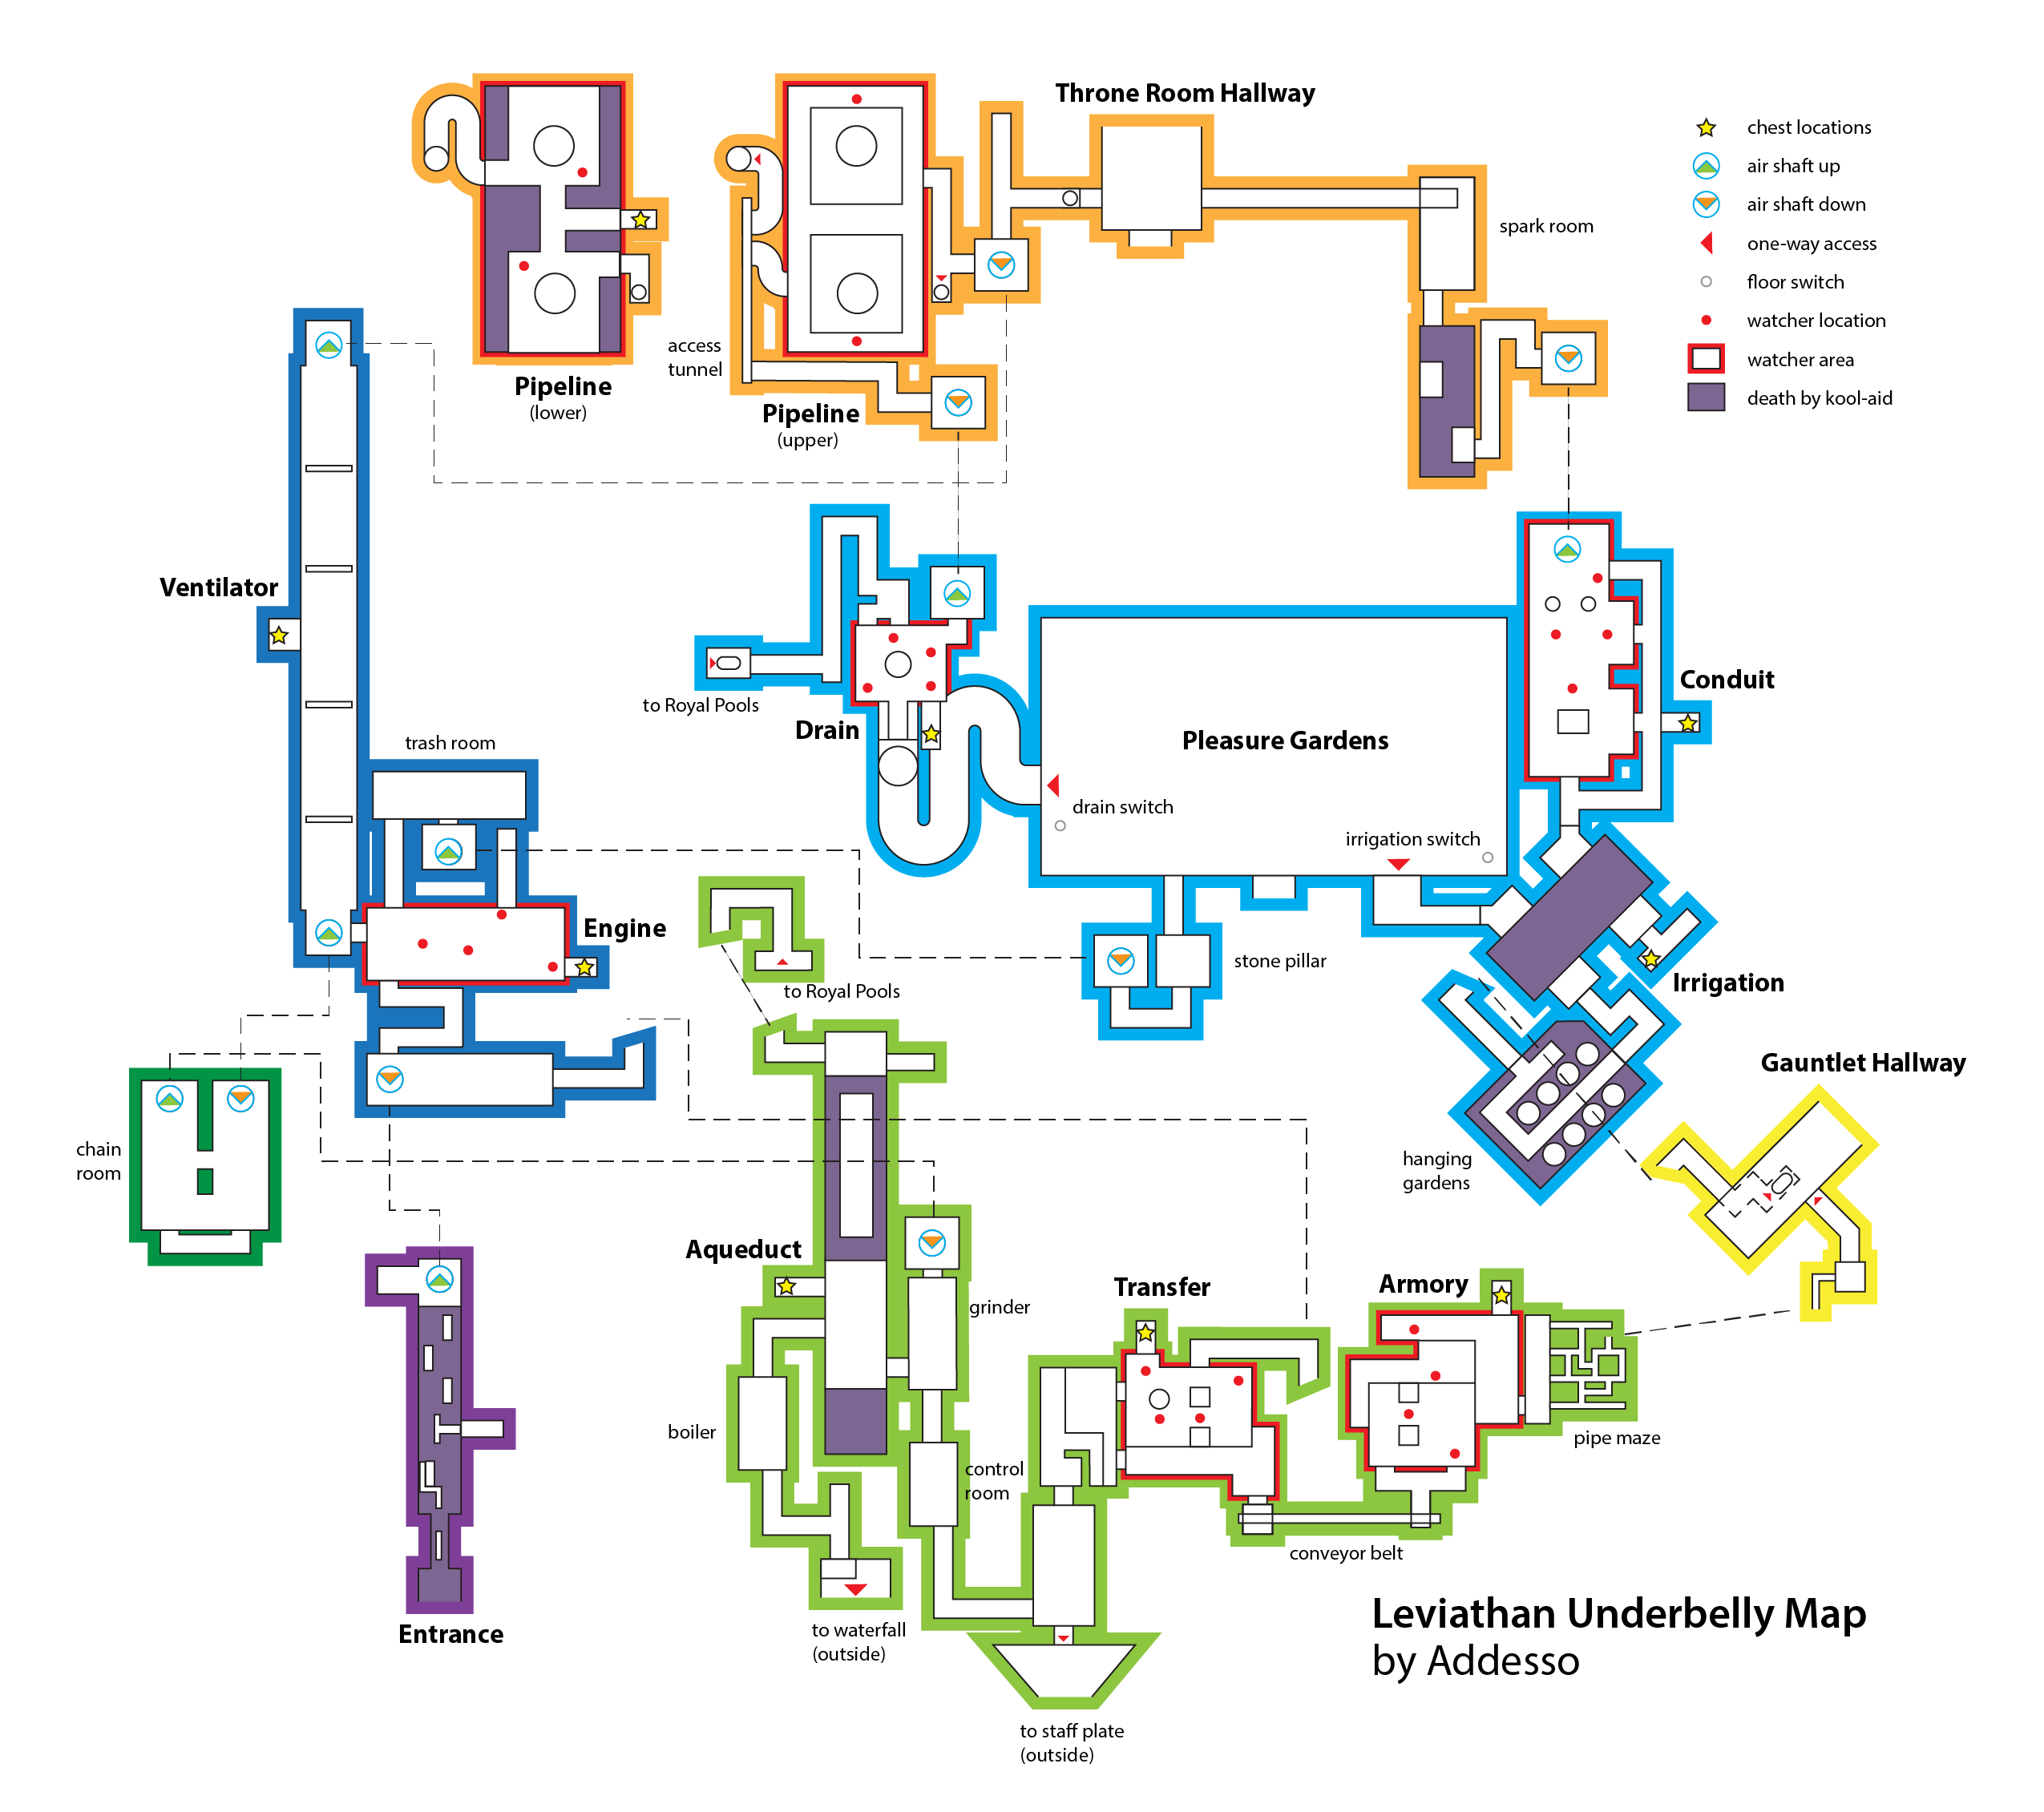 Throne Room Hallway
chest locations
air shaft up
air shaft down
one-way access
floor switch
watcher location
watcher area
death by kool-aid
spark room
access
tunnel
Pipeline
(lower)
Pipeline
(upper)
Ventilator
to Royal Pools
Drain
Pleasure Gardens
Conduit
trash room
drain switch
irrigation switch
Engine
to Royal Pools
stone pillar
Irrigation
Gauntlet Hallway
chain
room
hanging
gardens
Aqueduct
grinder
Transfer
Armory
boiler
control
room
pipe maze
conveyor belt
Entrance
to waterfall
(outside)
Leviathan Underbelly Map
by Addesso
to staff plate
(outside)